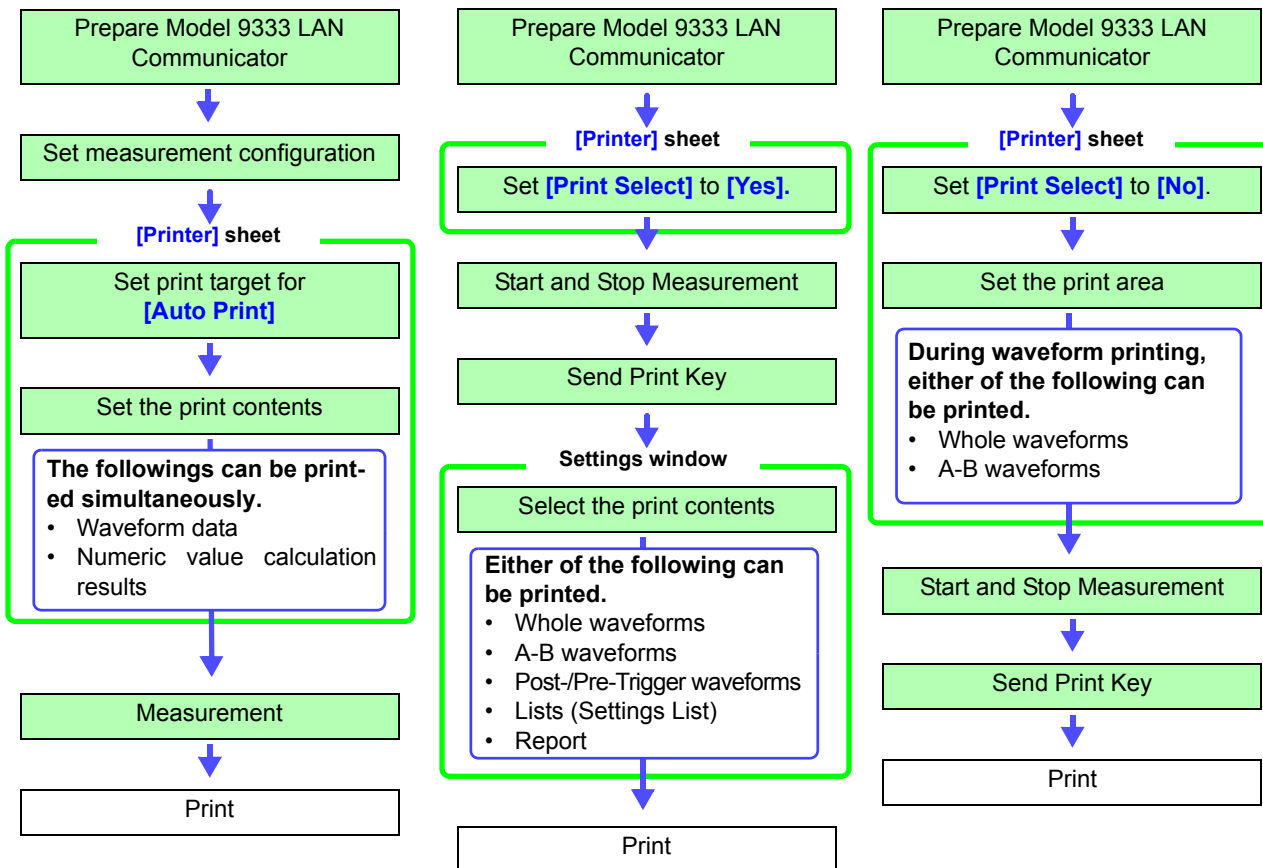 Prepare Model 9333 LAN
Communicator
Set measurement configuration
[Printer] sheet
Set print target for
[Auto Print]
Set the print contents
The followings can be print-
ed simultaneously.
• Waveform data
• Numeric value calculation
results
Measurement
Print
Prepare Model 9333 LAN
Communicator
[Printer] sheet
Set [Print Select] to [Yes].
Start and Stop Measurement
Send Print Key
Settings window
Select the print contents
Either of the following can
be printed.
• Whole waveforms
• A-B waveforms
• Post-/Pre-Trigger waveforms
• Lists (Settings List)
• Report
Print
Prepare Model 9333 LAN
Communicator
[Printer] sheet
Set [Print Select] to [No].
Set the print area
During waveform printing,
either of the following can
be printed.
• Whole waveforms
• A-B waveforms
Start and Stop Measurement
Send Print Key
Print